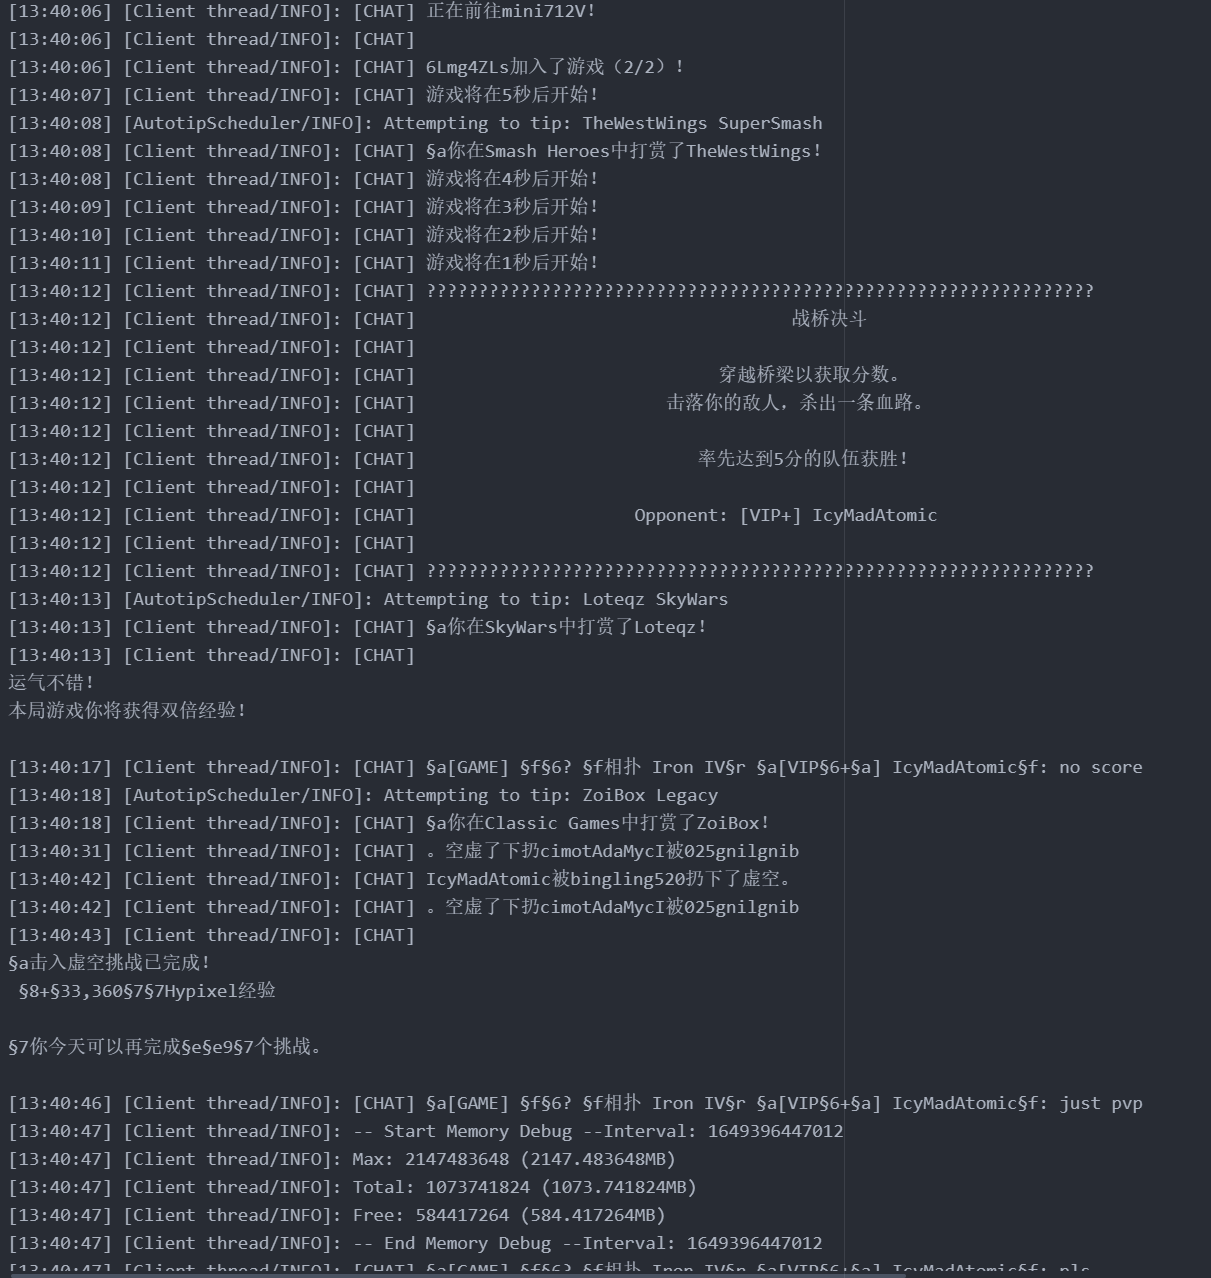 [13:40:06] [Client thread/INFO]: [CHAT] 正在前往mini712V!
[13:40:06] [Client thread/INFO]: [CHAT]
[13:40:06] [Client thread/INFO]: [CHAT] 6Lmg4ZLs加入了游戏（2/2）!
[13:40:07] [Client thread/INFO]: [CHAT] 游戏将在5秒后开始!
[13:40:08] [AutotipScheduler/INFO]: Attempting to tip: TheWestWings SuperSmash
[13:40:08] [Client thread/INFO]: [CHAT] §a你在Smash Heroes中打赏了TheWestWings!
[13:40:08] [Client thread/INFO]: [CHAT] 游戏将在4秒后开始!
[13:40:09] [Client thread/INFO]: [CHAT] 游戏将在3秒后开始!
[13:40:10] [Client thread/INFO]: [CHAT] 游戏将在2秒后开始!
[13:40:11] [Client thread/INFO]: [CHAT] 游戏将在1秒后开始!
[13:40:12] [Client thread/INFO]: [CHAT] ????????????????????????????????????????????????????????????????
[13:40:12] [Client thread/INFO]: [CHAT] 战桥决斗
[13:40:12] [Client thread/INFO]: [CHAT]
[13:40:12] [Client thread/INFO]: [CHAT] 穿越桥梁以获取分数。
[13:40:12] [Client thread/INFO]: [CHAT] 击落你的敌人，杀出一条血路。
[13:40:12] [Client thread/INFO]: [CHAT]
[13:40:12] [Client thread/INFO]: [CHAT] 率先达到5分的队伍获胜!
[13:40:12] [Client thread/INFO]: [CHAT]
[13:40:12] [Client thread/INFO]: [CHAT] Opponent: [VIP+] IcyMadAtomic
[13:40:12] [Client thread/INFO]: [CHAT]
[13:40:12] [Client thread/INFO]: [CHAT] ????????????????????????????????????????????????????????????????
[13:40:13] [AutotipScheduler/INFO]: Attempting to tip: Loteqz SkyWars
[13:40:13] [Client thread/INFO]: [CHAT] §a你在SkyWars中打赏了Loteqz!
[13:40:13] [Client thread/INFO]: [CHAT]
运气不错!
本局游戏你将获得双倍经验!
[13:40:17] [Client thread/INFO]: [CHAT] §a[GAME] §f§6? §f相扑 Iron IV§r §a[VIP§6+§a] IcyMadAtomic§f: no score
[13:40:18] [AutotipScheduler/INFO]: Attempting to tip: ZoiBox Legacy
[13:40:18] [Client thread/INFO]: [CHAT] §a你在Classic Games中打赏了ZoiBox!
[13:40:31] [Client thread/INFO]: [CHAT] 。空虚了下扔cimotAdaMycI被025gnilgnib
[13:40:42] [Client thread/INFO]: [CHAT] IcyMadAtomic被bingling520扔下了虚空。
[13:40:42] [Client thread/INFO]: [CHAT] 。空虚了下扔cimotAdaMycI被025gnilgnib
[13:40:43] [Client thread/INFO]: [CHAT]
§a击入虚空挑战已完成!
§8+§33,360§7§7Hypixel经验
§7你今天可以再完成§e§e9§7个挑战。
[13:40:46] [Client thread/INFO]: [CHAT] §a[GAME] §f§6? §f相扑 Iron IV§r §a[VIP§6+§a] IcyMadAtomic§f: just pvp
[13:40:47] [Client thread/INFO]: -- Start Memory Debug --Interval: 1649396447012
[13:40:47] [Client thread/INFO]: Max: 2147483648 (2147.483648MB)
[13:40:47] [Client thread/INFO]: Total: 1073741824 (1073.741824MB)
[13:40:47] [Client thread/INFO]: Free: 584417264 (584.417264MB)
[13:40:47] [Client thread/INFO]: -- End Memory Debug --Interval: 1649396447012
[13:40:47] [Client thread/INFO]: [CHAT] §a[GAME] §f§6? §f相扑 Iron IV§r §a[VIP§6+§a] IcyMadAtomic§f: pls